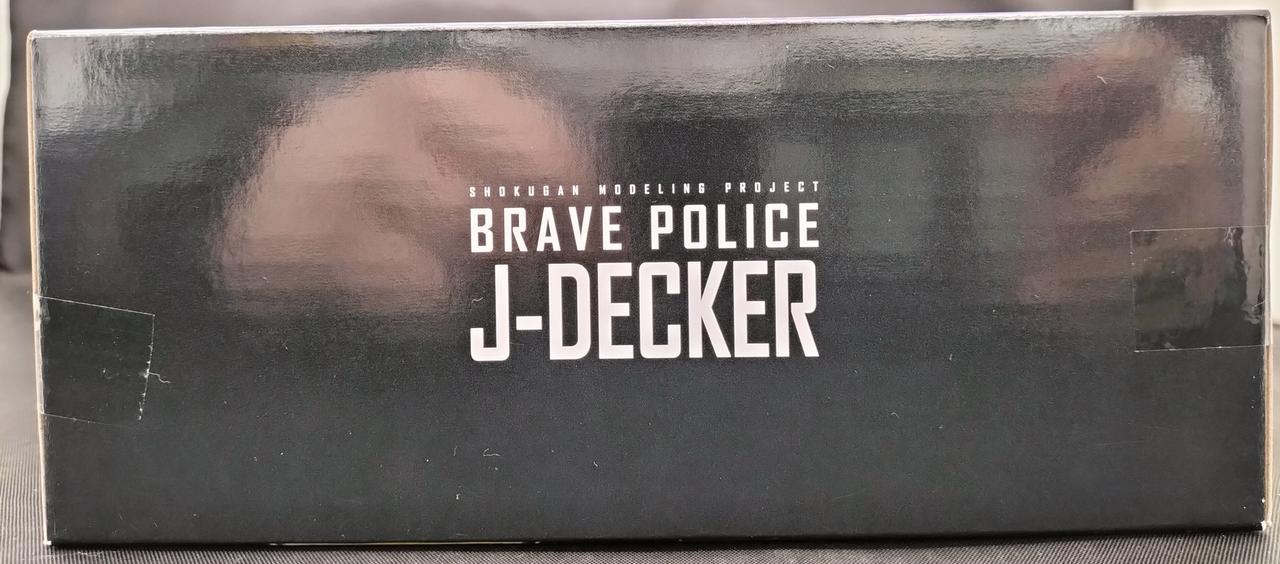 SHOKUGAN MODELING PROJECT
BRAVE POLICE
J-DECKER